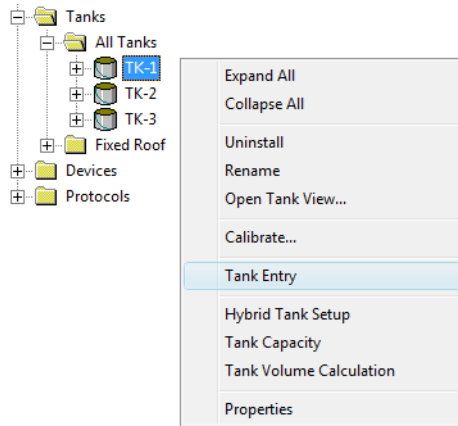 Tanks
All Tanks
TK-1
TK-2
TK-3
Fixed Roof
Devices
Protocols
Expand All
Collapse All
Uninstall
Rename
Open Tank View...
Calibrate...
Tank Entry
Hybrid Tank Setup
Tank Capacity
Tank Volume Calculation
Properties